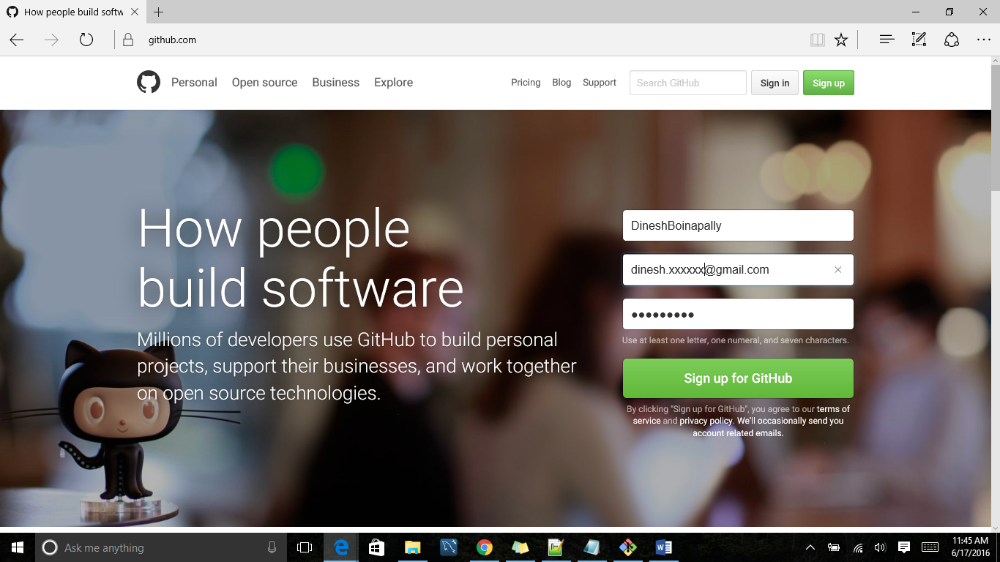 How people build softw
github.com
Personal Open source Business Explore Pricing Blog Support Search GitHub Sign in Sign up
How people
build software
Millions of developers use GitHub to build personal
projects, support their businesses, and work together
on open source technologies.
DineshBoinapally
dinesh.xxxxxx@gmail.com
●●●●●●●●●
Use at least one letter, one numeral, and seven characters.
Sign up for GitHub
By clicking "Sign up for GitHub", you agree to our terms of
service and privacy policy. We'll occasionally send you
account related emails.
Ask me anything
11:45 AM
6/17/2016